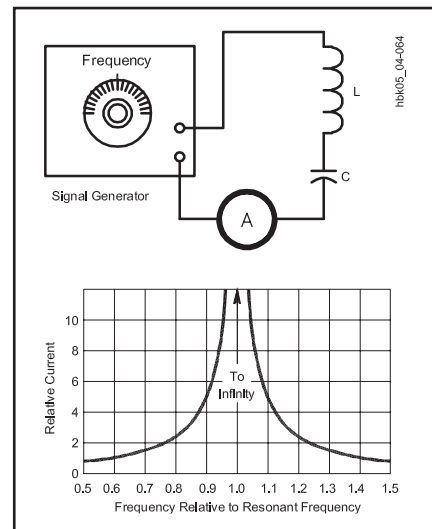 Frequency
Signal Generator
L
C
A
hbk05_04-064
Relative Current
10
8
6
4
2
0
To
Infinity
0.5 0.6 0.7 0.8 0.9 1.0 1.1 1.2 1.3 1.4 1.5
Frequency Relative to Resonant Frequency